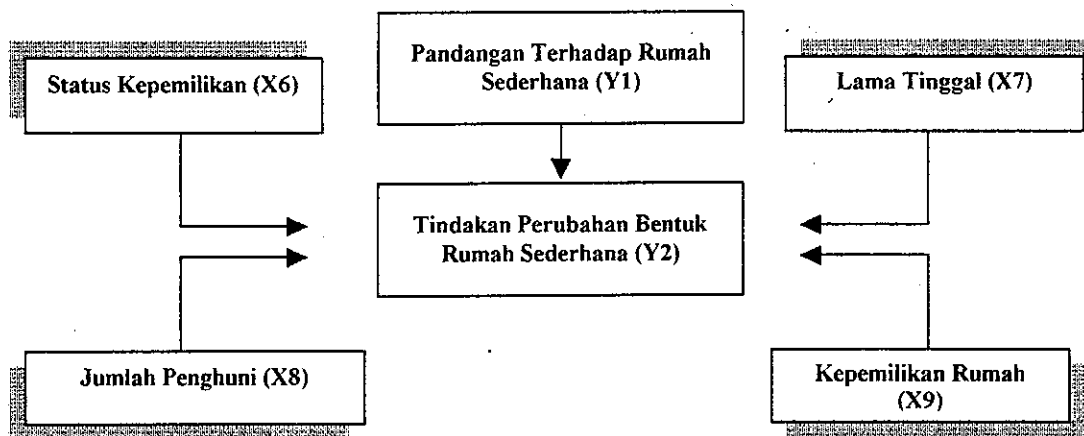 Status Kepemilikan (X6)
Pandangan Terhadap Rumah
Sederhana (Y1)
Lama Tinggal (X7)
Tindakan Perubahan Bentuk
Rumah Sederhana (Y2)
Jumlah Penghuni (X8)
Kepemilikan Rumah
(X9)